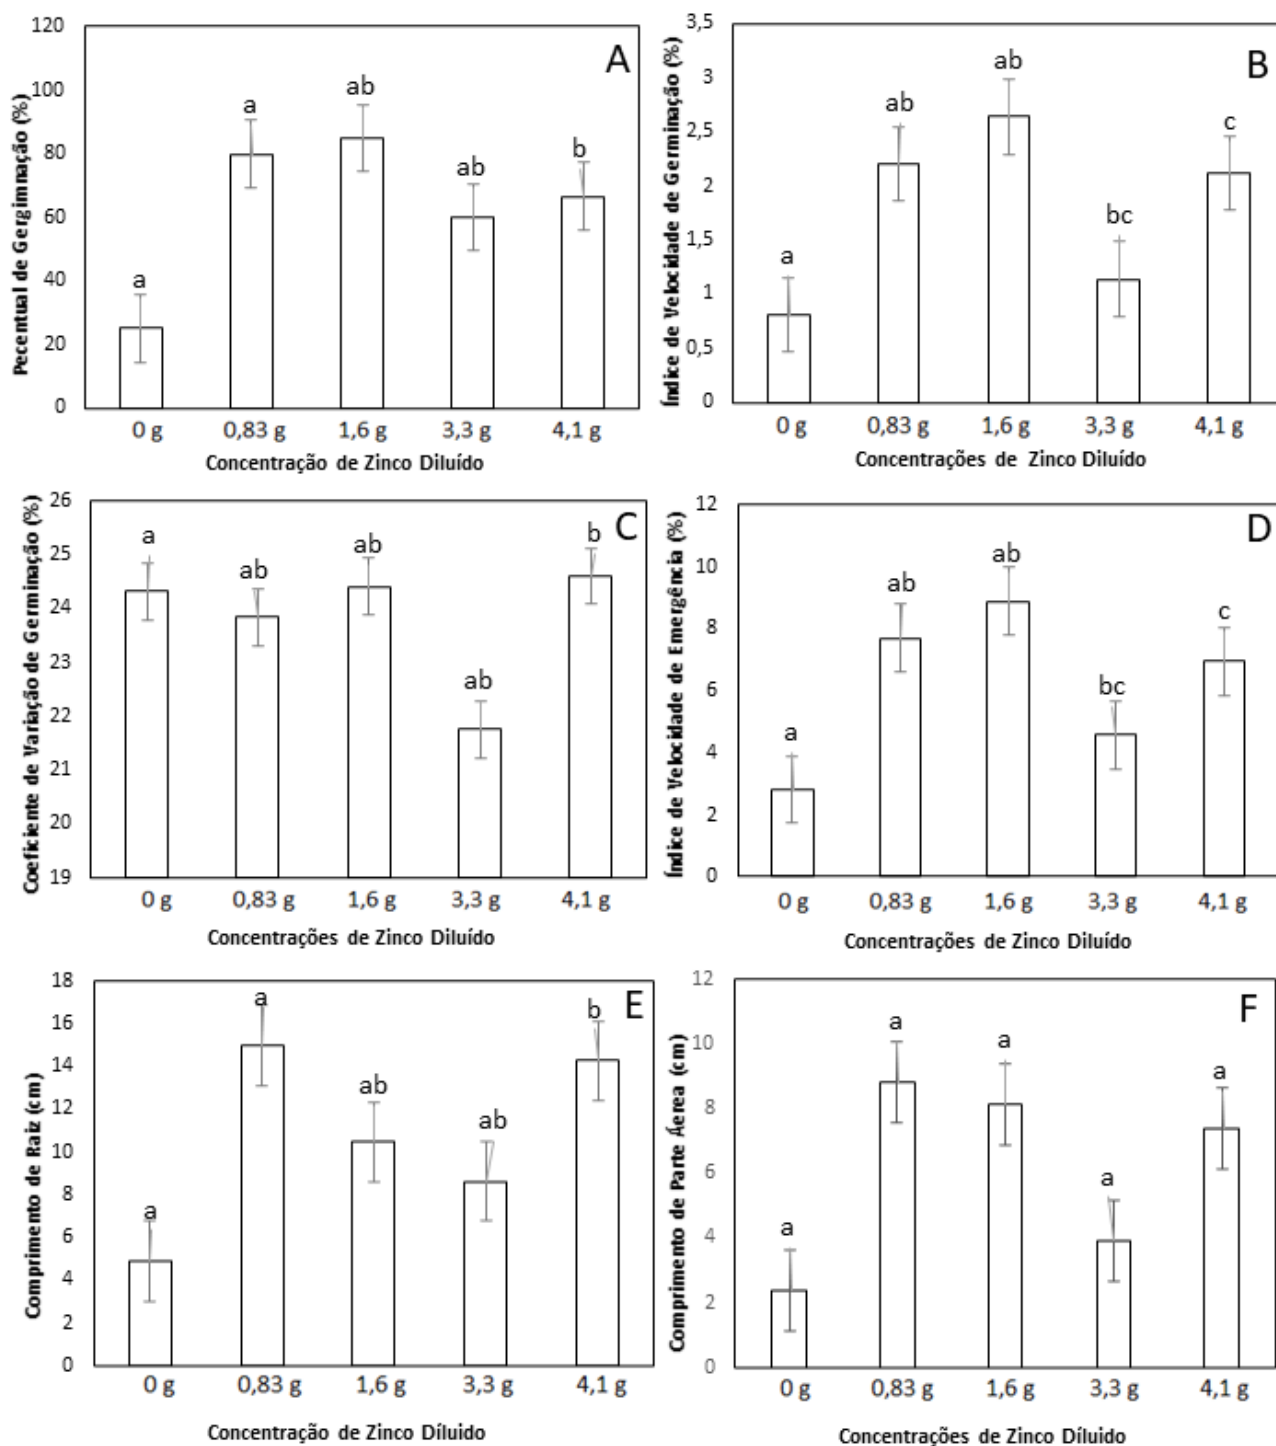 Pecentual de Gergimnação (%)
120
100
80
60
40
20
0
A
a
a
ab
ab
b
0 g 0,83 g 1,6 g 3,3 g 4,1 g
Concentração de Zinco Diluído
Índice de Velocidade de Germinação (%)
3,5
3
2,5
2
1,5
1
0,5
0
B
a
ab
ab
bc
c
0 g 0,83 g 1,6 g 3,3 g 4,1 g
Concentrações de Zinco Diluído
Coeficiente de Variação de Germinação (%)
26
25
24
23
22
21
20
19
C
a
ab
ab
ab
b
0 g 0,83 g 1,6 g 3,3 g 4,1 g
Concentrações de Zinco Diluído
Índice de Velocidade de Emergência (%)
12
10
8
6
4
2
0
D
a
ab
ab
bc
c
0 g 0,83 g 1,6 g 3,3 g 4,1 g
Concentrações de Zinco Diluído
Comprimento de Raiz (cm)
18
16
14
12
10
8
6
4
2
0
E
a
a
ab
ab
b
0 g 0,83 g 1,6 g 3,3 g 4,1 g
Concentração de Zinco Díluido
Comprimento de Parte Áerea (cm)
12
10
8
6
4
2
0
F
a
a
a
a
a
0 g 0,83 g 1,6 g 3,3 g 4,1 g
Concentrações de Zinco Díluido